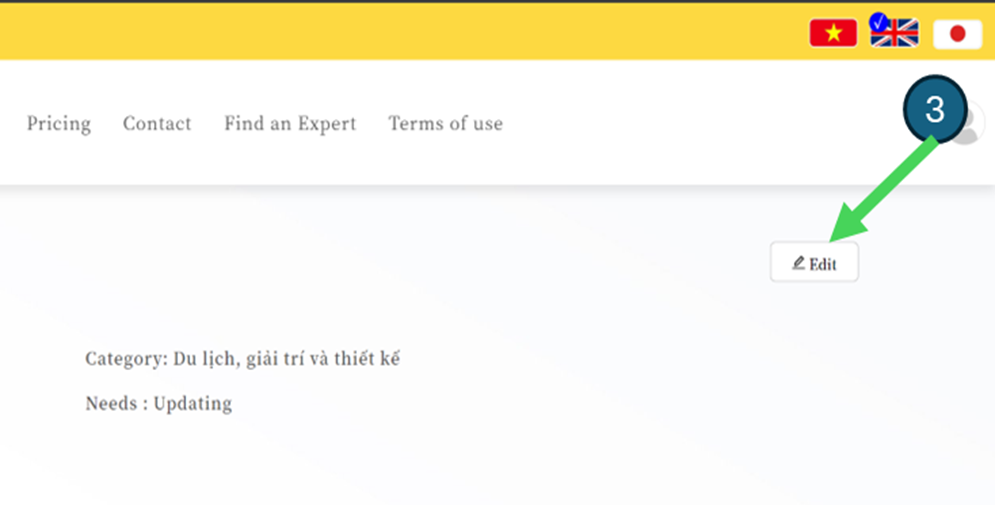 3
Pricing Contact Find an Expert Terms of use
Edit
Category: Du lịch, giải trí và thiết kế
Needs : Updating